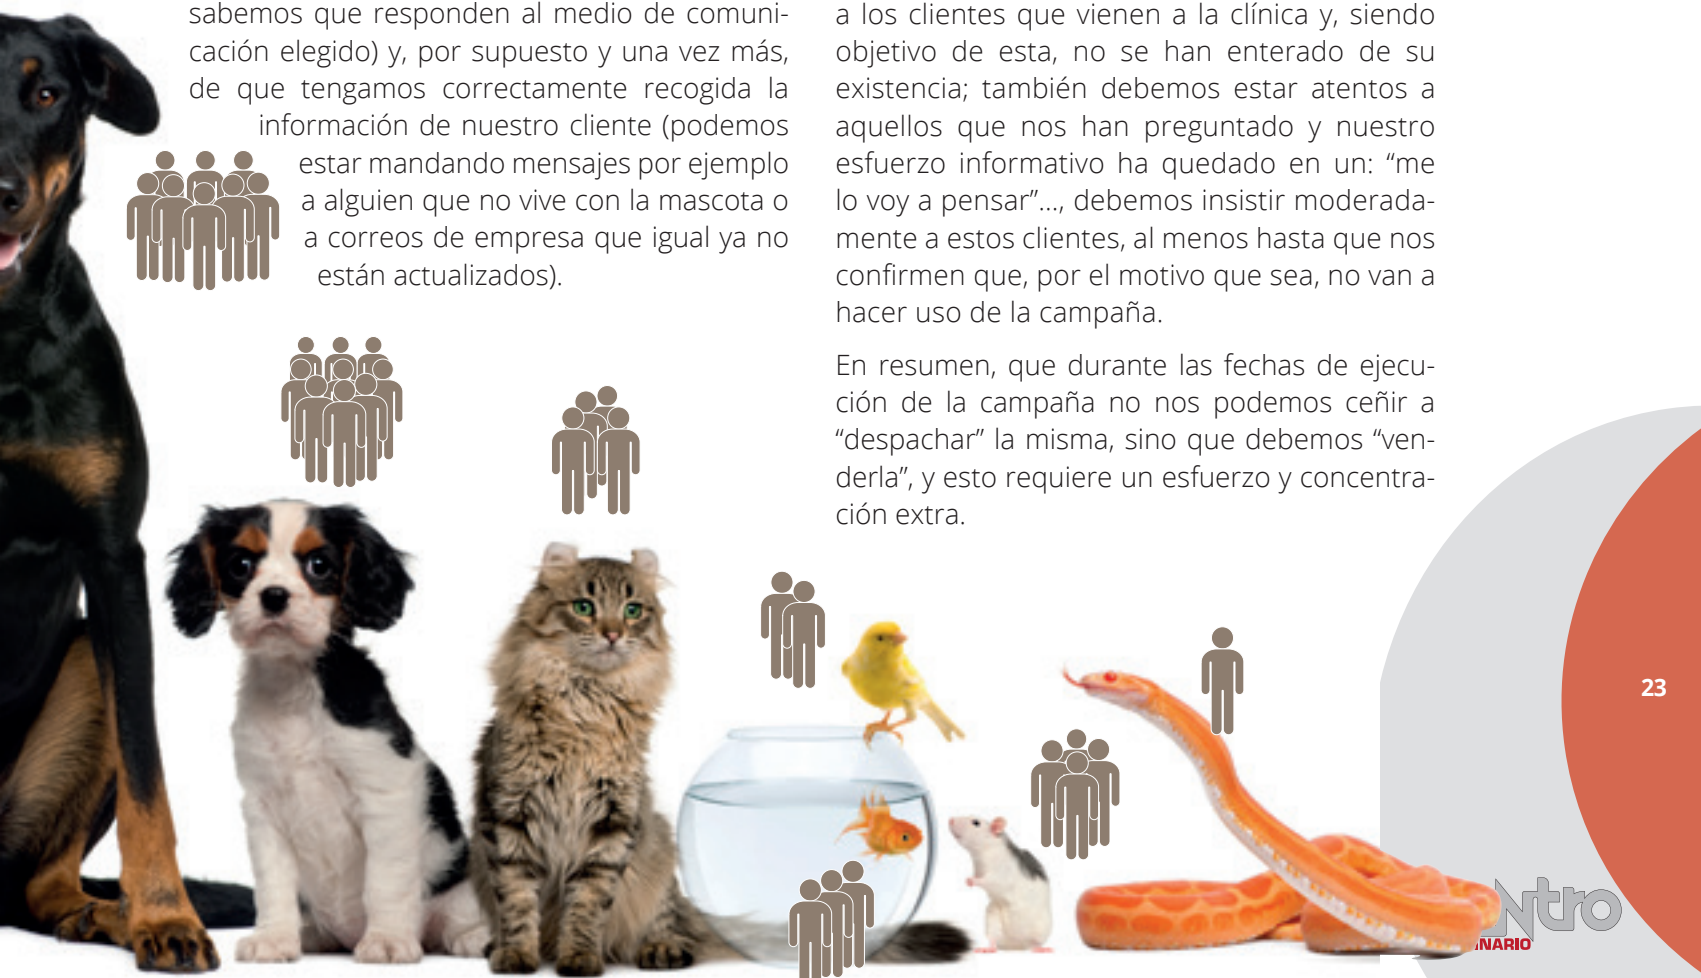 sabemos que responden al medio de comuni-
cación elegido) y, por supuesto y una vez más,
de que tengamos correctamente recogida la
información de nuestro cliente (podemos
estar mandando mensajes por ejemplo
a alguien que no vive con la mascota o
a correos de empresa que igual ya no
están actualizados).
a los clientes que vienen a la clínica y, siendo
objetivo de esta, no se han enterado de su
existencia; también debemos estar atentos a
aquellos que nos han preguntado y nuestro
esfuerzo informativo ha quedado en un: “me
lo voy a pensar”..., debemos insistir moderada-
mente a estos clientes, al menos hasta que nos
confirmen que, por el motivo que sea, no van a
hacer uso de la campaña.
En resumen, que durante las fechas de ejecu-
ción de la campaña no nos podemos ceñir a
“despachar” la misma, sino que debemos “ven-
derla”, y esto requiere un esfuerzo y concentra-
ción extra.
23
ntro
INARIO